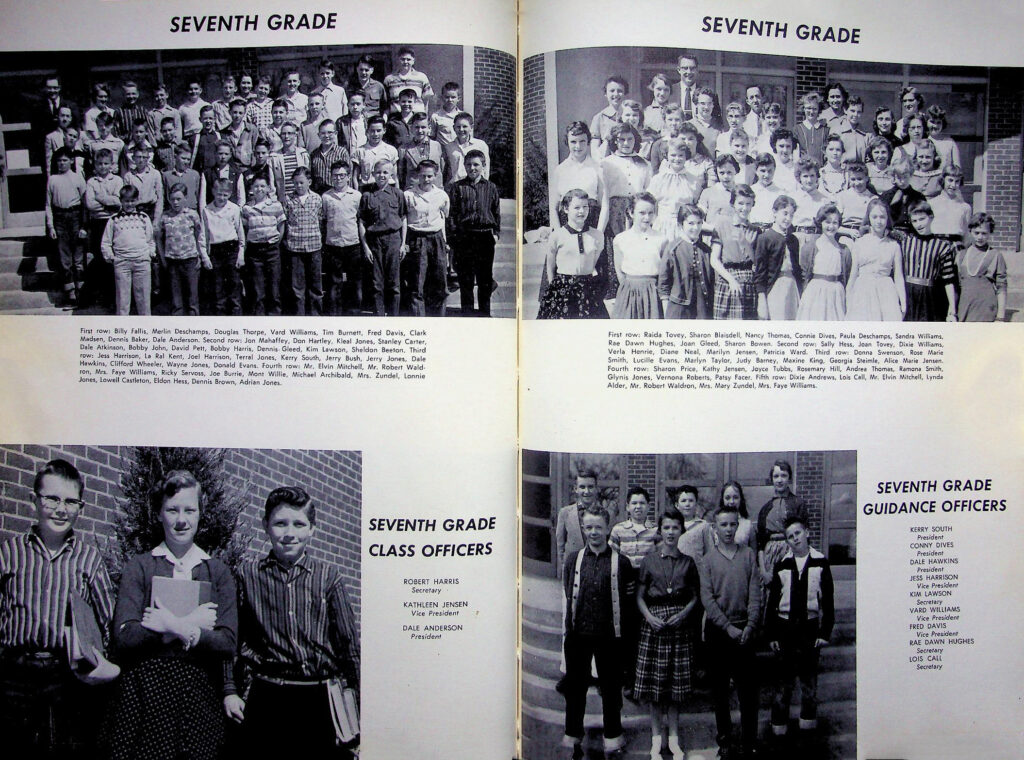 SEVENTH GRADE
First row: Billy Fallis, Merlin Deschamps, Douglas Thorpe, Vard Williams, Tim Burnett, Fred Davis, Clark
Madsen, Dennis Baker, Dale Anderson. Second row: Jon Mahaffey, Don Hartley, Kleal Jones, Stanley Carter,
Dale Atkinson, Bobby John, David Pett, Bobby Harris, Dennis Gleed, Kim Lawson, Sheldon Beeton. Third
row: Jess Harrison, La Ral Kent, Joel Harrison, Terral Jones, Kerry South, Jerry Bush, Jerry Jones, Dale
Hawkins, Clifford Wheeler, Wayne Jones, Donald Evans. Fourth row: Mr. Elvin Mitchell, Mr. Robert Wald-
ron, Mrs. Faye Williams, Ricky Servoss, Joe Burrie, Mont Willie, Michael Archibald, Mrs. Zundel, Lonnie
Jones, Lowell Castleton, Eldon Hess, Dennis Brown, Adrian Jones.
SEVENTH GRADE
CLASS OFFICERS
ROBERT HARRIS
Secretary
KATHLEEN JENSEN
Vice President
DALE ANDERSON
President
SEVENTH GRADE
First row: Raida Tovey, Sharon Blaisdell, Nancy Thomas, Connia Dives, Paula Deschamps, Sandra Williams,
Rae Dawn Hughes, Joan Gleed, Sharon Bowen. Second row: Sally Hess, Joan Tovey, Dixie Williams,
Verla Henrie, Diane Neal, Marilyn Jensen, Patricia Ward. Third row: Donna Swenson, Rose Marie
Smith, Lucille Evans, Marlyn Taylor, Judy Barney, Maxine King, Georgia Steimle, Alice Marie Jensen.
Fourth row: Sharon Price, Kathy Jensen, Joyce Tubbs, Rosemary Hill, Andrea Thomas, Ramona Smith,
Glynis Jones, Vernona Roberts, Patsy Facer. Fifth row: Dixie Andrews, Lois Call, Mr. Elvin Mitchell, Lynda
Alder, Mr. Robert Waldron, Mrs. Mary Zundel, Mrs. Faye Williams.
SEVENTH GRADE
GUIDANCE OFFICERS
KERRY SOUTH
President
CONNY DIVES
President
DALE HAWKINS
President
JESS HARRISON
Vice President
KIM LAWSON
Secretary
VARD WILLIAMS
Vice President
FRED DAVIS
Vice President
RAE DAWN HUGHES
Secretary
LOIS CALL
Secretary